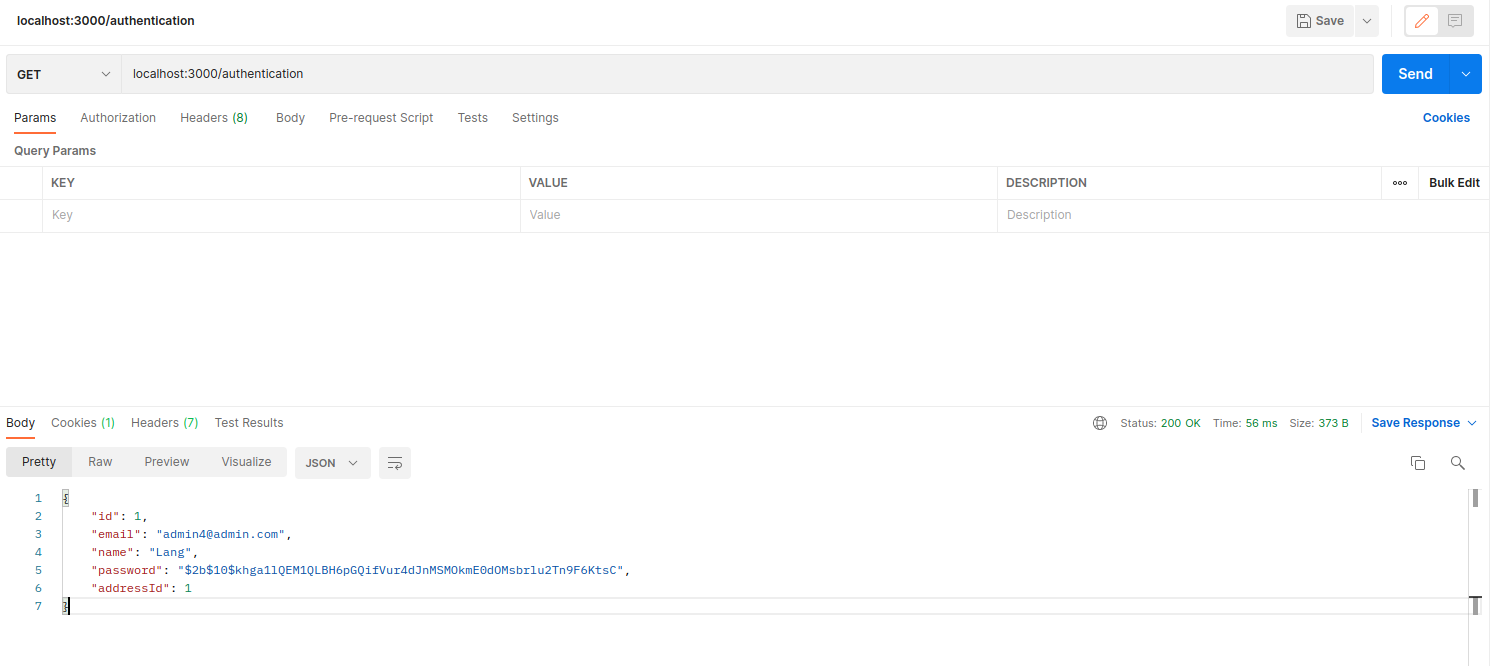 localhost:3000/authentication
Save
GET
localhost:3000/authentication
Send
Params Authorization Headers (8) Body Pre-request Script Tests Settings Cookies
Query Params
KEY VALUE DESCRIPTION Bulk Edit
Key Value Description
Body Cookies (1) Headers (7) Test Results Status: 200 OK Time: 56 ms Size: 373 B Save Response
Pretty Raw Preview Visualize JSON
1 {
2 "id": 1,
3 "email": "admin4@admin.com",
4 "name": "Lang",
5 "password": "$2b$10$khga1lQEM1QLBH6pGQifVur4dJnMSMOkmE0dOMsbrlu2Tn9F6KtsC",
6 "addressId": 1
7 }